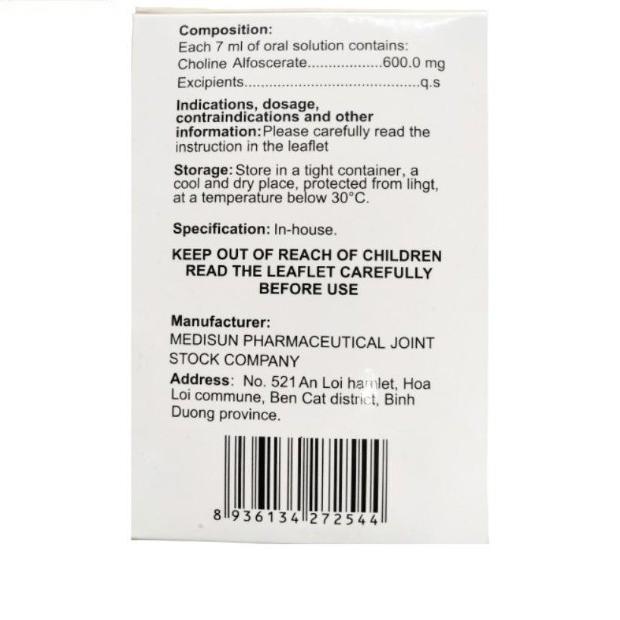 Composition:
Each 7 ml of oral solution contains:
Choline Alfoscerate..................600.0 mg
Excipients..........................................q.s
Indications, dosage,
contraindications and other
information:Please carefully read the
instruction in the leaflet
Storage: Store in a tight container, a
cool and dry place, protected from lihgt,
at a temperature below 30°C.
Specification: In-house.
KEEP OUT OF REACH OF CHILDREN
READ THE LEAFLET CAREFULLY
BEFORE USE
Manufacturer:
MEDISUN PHARMACEUTICAL JOINT
STOCK COMPANY
Address: No. 521 An Loi hamlet, Hoa
Loi commune, Ben Cat district, Binh
Duong province.
8 936134 272544